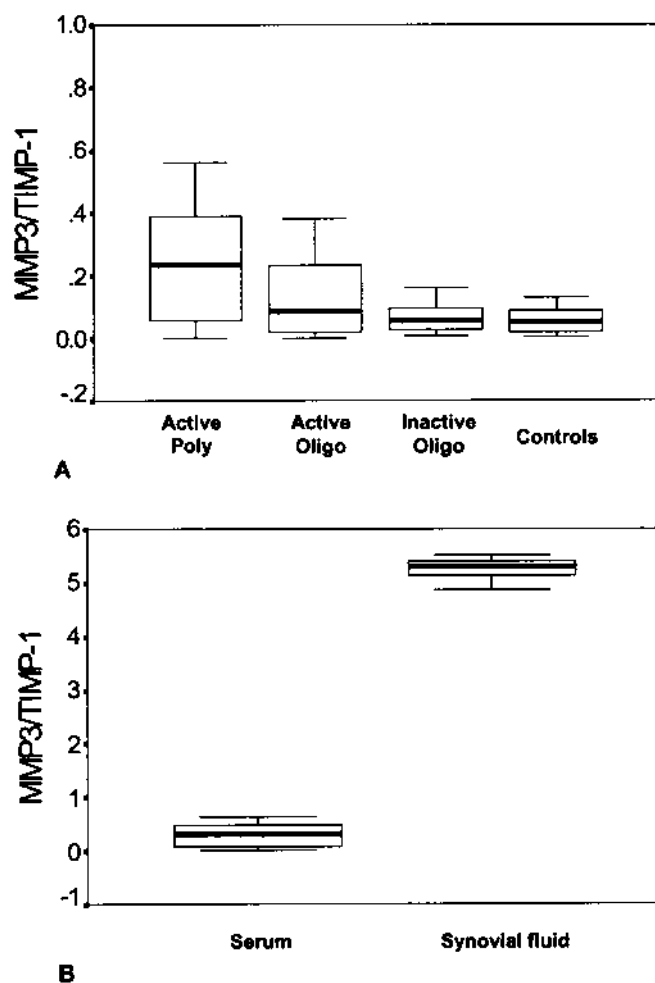 1.0
.8
.6
.4
.2
0.0
-.2
MMP3/TIMP-1
Active Poly
Active Oligo
Inactive Oligo
Controls
A
6
5
4
3
2
1
0
-1
MMP3/TIMP-1
Serum
Synovial fluid
B